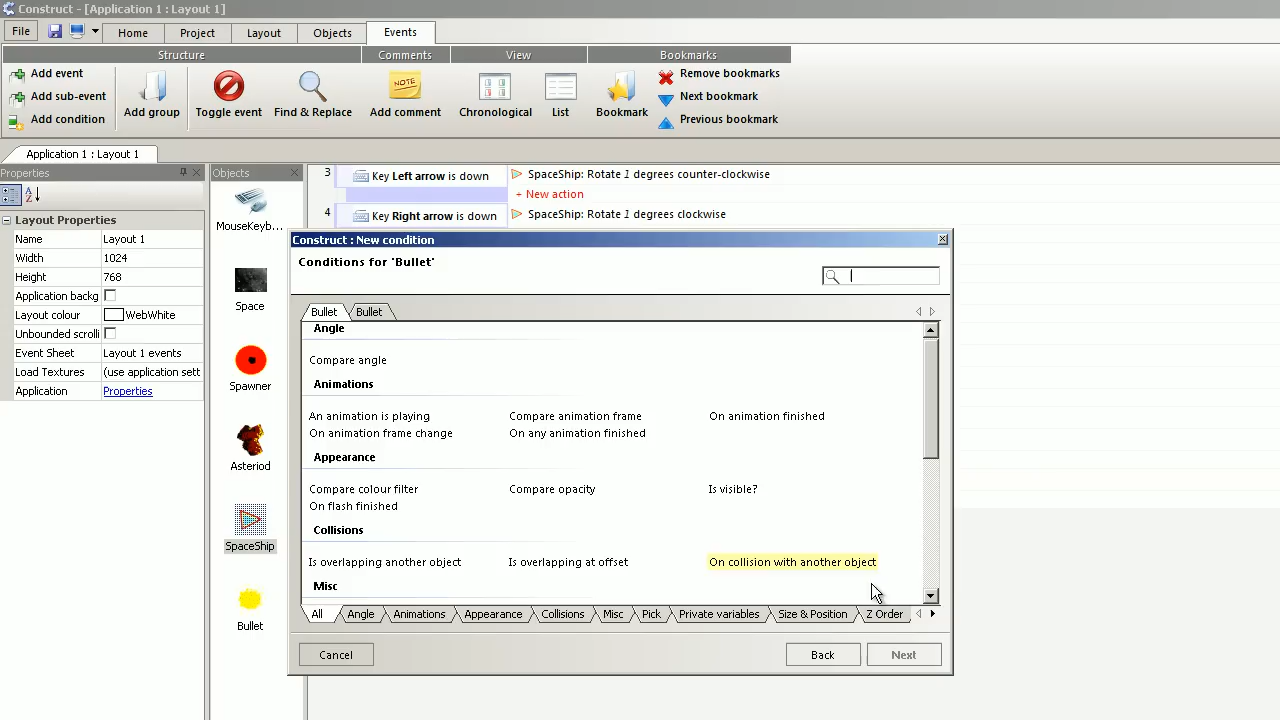 Construct - [Application 1 : Layout 1]
File
Home
Project
Layout
Objects
Events
Structure
Comments
View
Bookmarks
Add event
Add sub-event
Add condition
Add group
Toggle event
Find & Replace
NOTE
Add comment
Chronological
List
Bookmark
Remove bookmarks
Next bookmark
Previous bookmark
Application 1 : Layout 1
Properties
Layout Properties
Name Layout 1
Width 1024
Height 768
Application backg
Layout colour WebWhite
Unbounded scrolli
Event Sheet Layout 1 events
Load Textures (use application sett
Application Properties
Objects
MouseKeyb...
Space
Spawner
Asteriod
SpaceShip
Bullet
3 Key Left arrow is down SpaceShip: Rotate 1 degrees counter-clockwise
+ New action
4 Key Right arrow is down SpaceShip: Rotate 1 degrees clockwise
Construct : New condition
Conditions for 'Bullet'
Bullet Bullet
Angle
Compare angle
Animations
An animation is playing Compare animation frame On animation finished
On animation frame change On any animation finished
Appearance
Compare colour filter Compare opacity Is visible?
On flash finished
Collisions
Is overlapping another object Is overlapping at offset On collision with another object
Misc
All Angle Animations Appearance Collisions Misc Pick Private variables Size & Position Z Order
Cancel Back Next